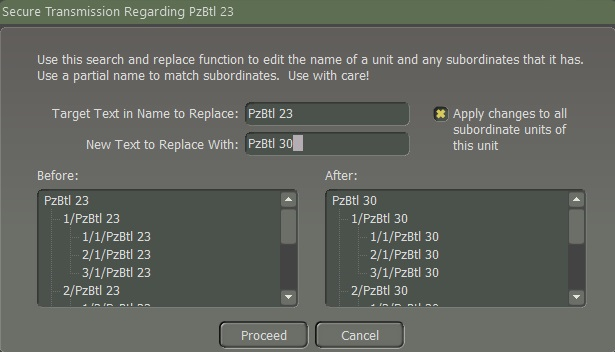 Secure Transmission Regarding PzBtl 23
Use this search and replace function to edit the name of a unit and any subordinates that it has.
Use a partial name to match subordinates. Use with care!
Target Text in Name to Replace: PzBtl 23
Apply changes to all
subordinate units of
this unit
New Text to Replace With: PzBtl 30
Before:
PzBtl 23
1/PzBtl 23
1/1/PzBtl 23
2/1/PzBtl 23
3/1/PzBtl 23
2/PzBtl 23
After:
PzBtl 30
1/PzBtl 30
1/1/PzBtl 30
2/1/PzBtl 30
3/1/PzBtl 30
2/PzBtl 30
Proceed
Cancel